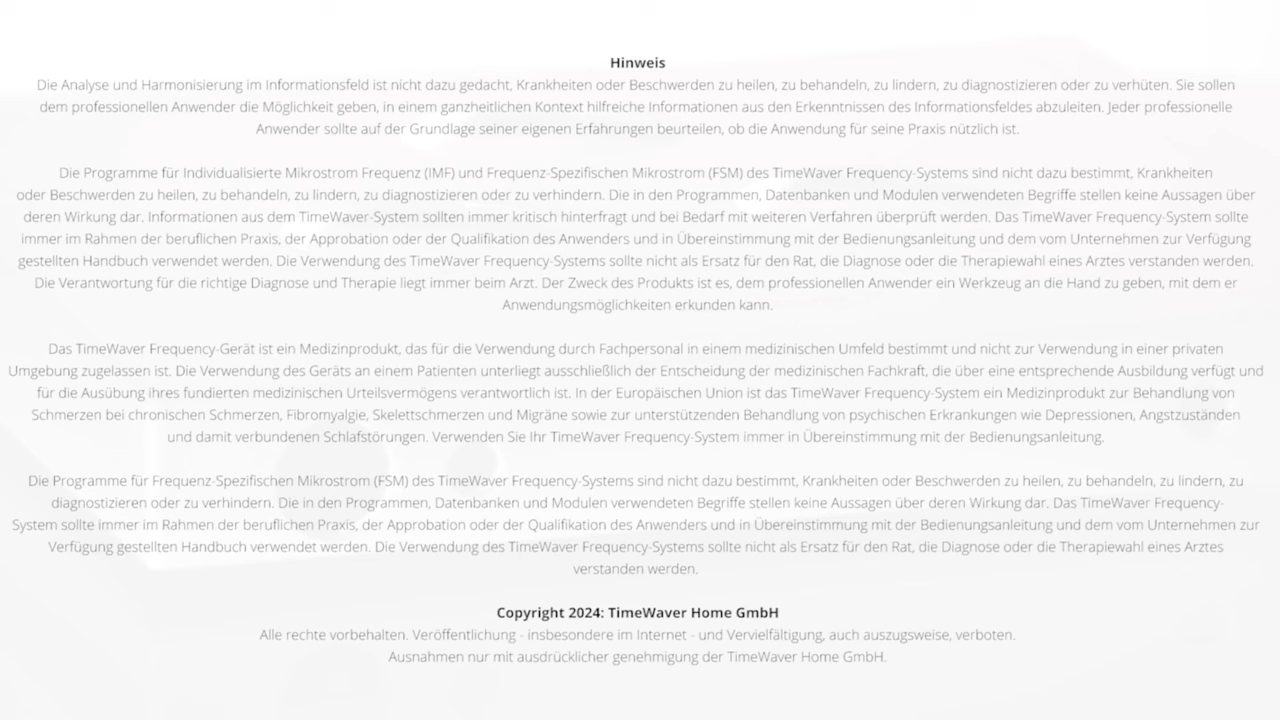 Hinweis
Die Analyse und Harmonisierung im Informationsfeld ist nicht dazu gedacht, Krankheiten oder Beschwerden zu heilen, zu behandeln, zu lindern, zu diagnostizieren oder zu verhüten. Sie sollen
dem professionellen Anwender die Möglichkeit geben, in einem ganzheitlichen Kontext hilfreiche Informationen aus den Erkenntnissen des Informationsfeldes abzuleiten. Jeder professionelle
Anwender sollte auf der Grundlage seiner eigenen Erfahrungen beurteilen, ob die Anwendung für seine Praxis nützlich ist.
Die Programme für Individualisierte Mikrostrom Frequenz (IMF) und Frequenz-Spezifischen Mikrostrom (FSM) des TimeWaver Frequency-Systems sind nicht dazu bestimmt, Krankheiten
oder Beschwerden zu heilen, zu behandeln, zu lindern, zu diagnostizieren oder zu verhindern. Die in den Programmen, Datenbanken und Modulen verwendeten Begriffe stellen keine Aussagen über
deren Wirkung dar. Informationen aus dem TimeWaver-System sollten immer kritisch hinterfragt und bei Bedarf mit weiteren Verfahren überprüft werden. Das TimeWaver Frequency-System sollte
immer im Rahmen der beruflichen Praxis, der Approbation oder der Qualifikation des Anwenders und in Übereinstimmung mit der Bedienungsanleitung und dem vom Unternehmen zur Verfügung
gestellten Handbuch verwendet werden. Die Verwendung des TimeWaver Frequency-Systems sollte nicht als Ersatz für den Rat, die Diagnose oder die Therapiewahl eines Arztes verstanden werden.
Die Verantwortung für die richtige Diagnose und Therapie liegt immer beim Arzt. Der Zweck des Produkts ist es, dem professionellen Anwender ein Werkzeug an die Hand zu geben, mit dem er
Anwendungsmöglichkeiten erkunden kann.
Das TimeWaver Frequency-Gerät ist ein Medizinprodukt, das für die Verwendung durch Fachpersonal in einem medizinischen Umfeld bestimmt und nicht zur Verwendung in einer privaten
Umgebung zugelassen ist. Die Verwendung des Geräts an einem Patienten unterliegt ausschließlich der Entscheidung der medizinischen Fachkraft, die über eine entsprechende Ausbildung verfügt und
für die Ausübung ihres fundierten medizinischen Urteilsvermögens verantwortlich ist. In der Europäischen Union ist das TimeWaver Frequency-System ein Medizinprodukt zur Behandlung von
Schmerzen bei chronischen Schmerzen, Fibromyalgie, Skelettschmerzen und Migräne sowie zur unterstützenden Behandlung von psychischen Erkrankungen wie Depressionen, Angstzuständen
und damit verbundenen Schlafstörungen. Verwenden Sie Ihr TimeWaver Frequency-System immer in Übereinstimmung mit der Bedienungsanleitung.
Die Programme für Frequenz-Spezifischen Mikrostrom (FSM) des TimeWaver Frequency-Systems sind nicht dazu bestimmt, Krankheiten oder Beschwerden zu heilen, zu behandeln, zu lindern, zu
diagnostizieren oder zu verhindern. Die in den Programmen, Datenbanken und Modulen verwendeten Begriffe stellen keine Aussagen über deren Wirkung dar. Das TimeWaver Frequency-
System sollte immer im Rahmen der beruflichen Praxis, der Approbation oder der Qualifikation des Anwenders und in Übereinstimmung mit der Bedienungsanleitung und dem vom Unternehmen zur
Verfügung gestellten Handbuch verwendet werden. Die Verwendung des TimeWaver Frequency-Systems sollte nicht als Ersatz für den Rat, die Diagnose oder die Therapiewahl eines Arztes
verstanden werden.
Copyright 2024: TimeWaver Home GmbH
Alle rechte vorbehalten. Veröffentlichung - insbesondere im Internet - und Vervielfältigung, auch auszugsweise, verboten.
Ausnahmen nur mit ausdrücklicher genehmigung der TimeWaver Home GmbH.